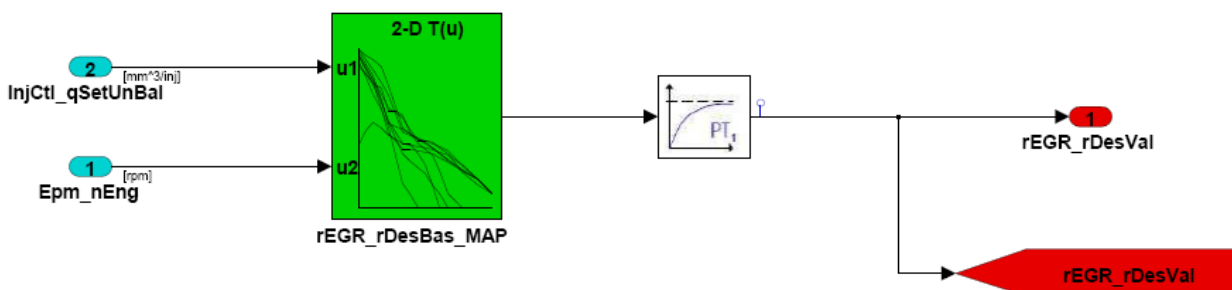 2-D T(u)
2
[mm^3/inj]
InjCtl_qSetUnBal
u1
1
[rpm]
Epm_nEng
u2
rEGR_rDesBas_MAP
PT1
1
rEGR_rDesVal
rEGR_rDesVal